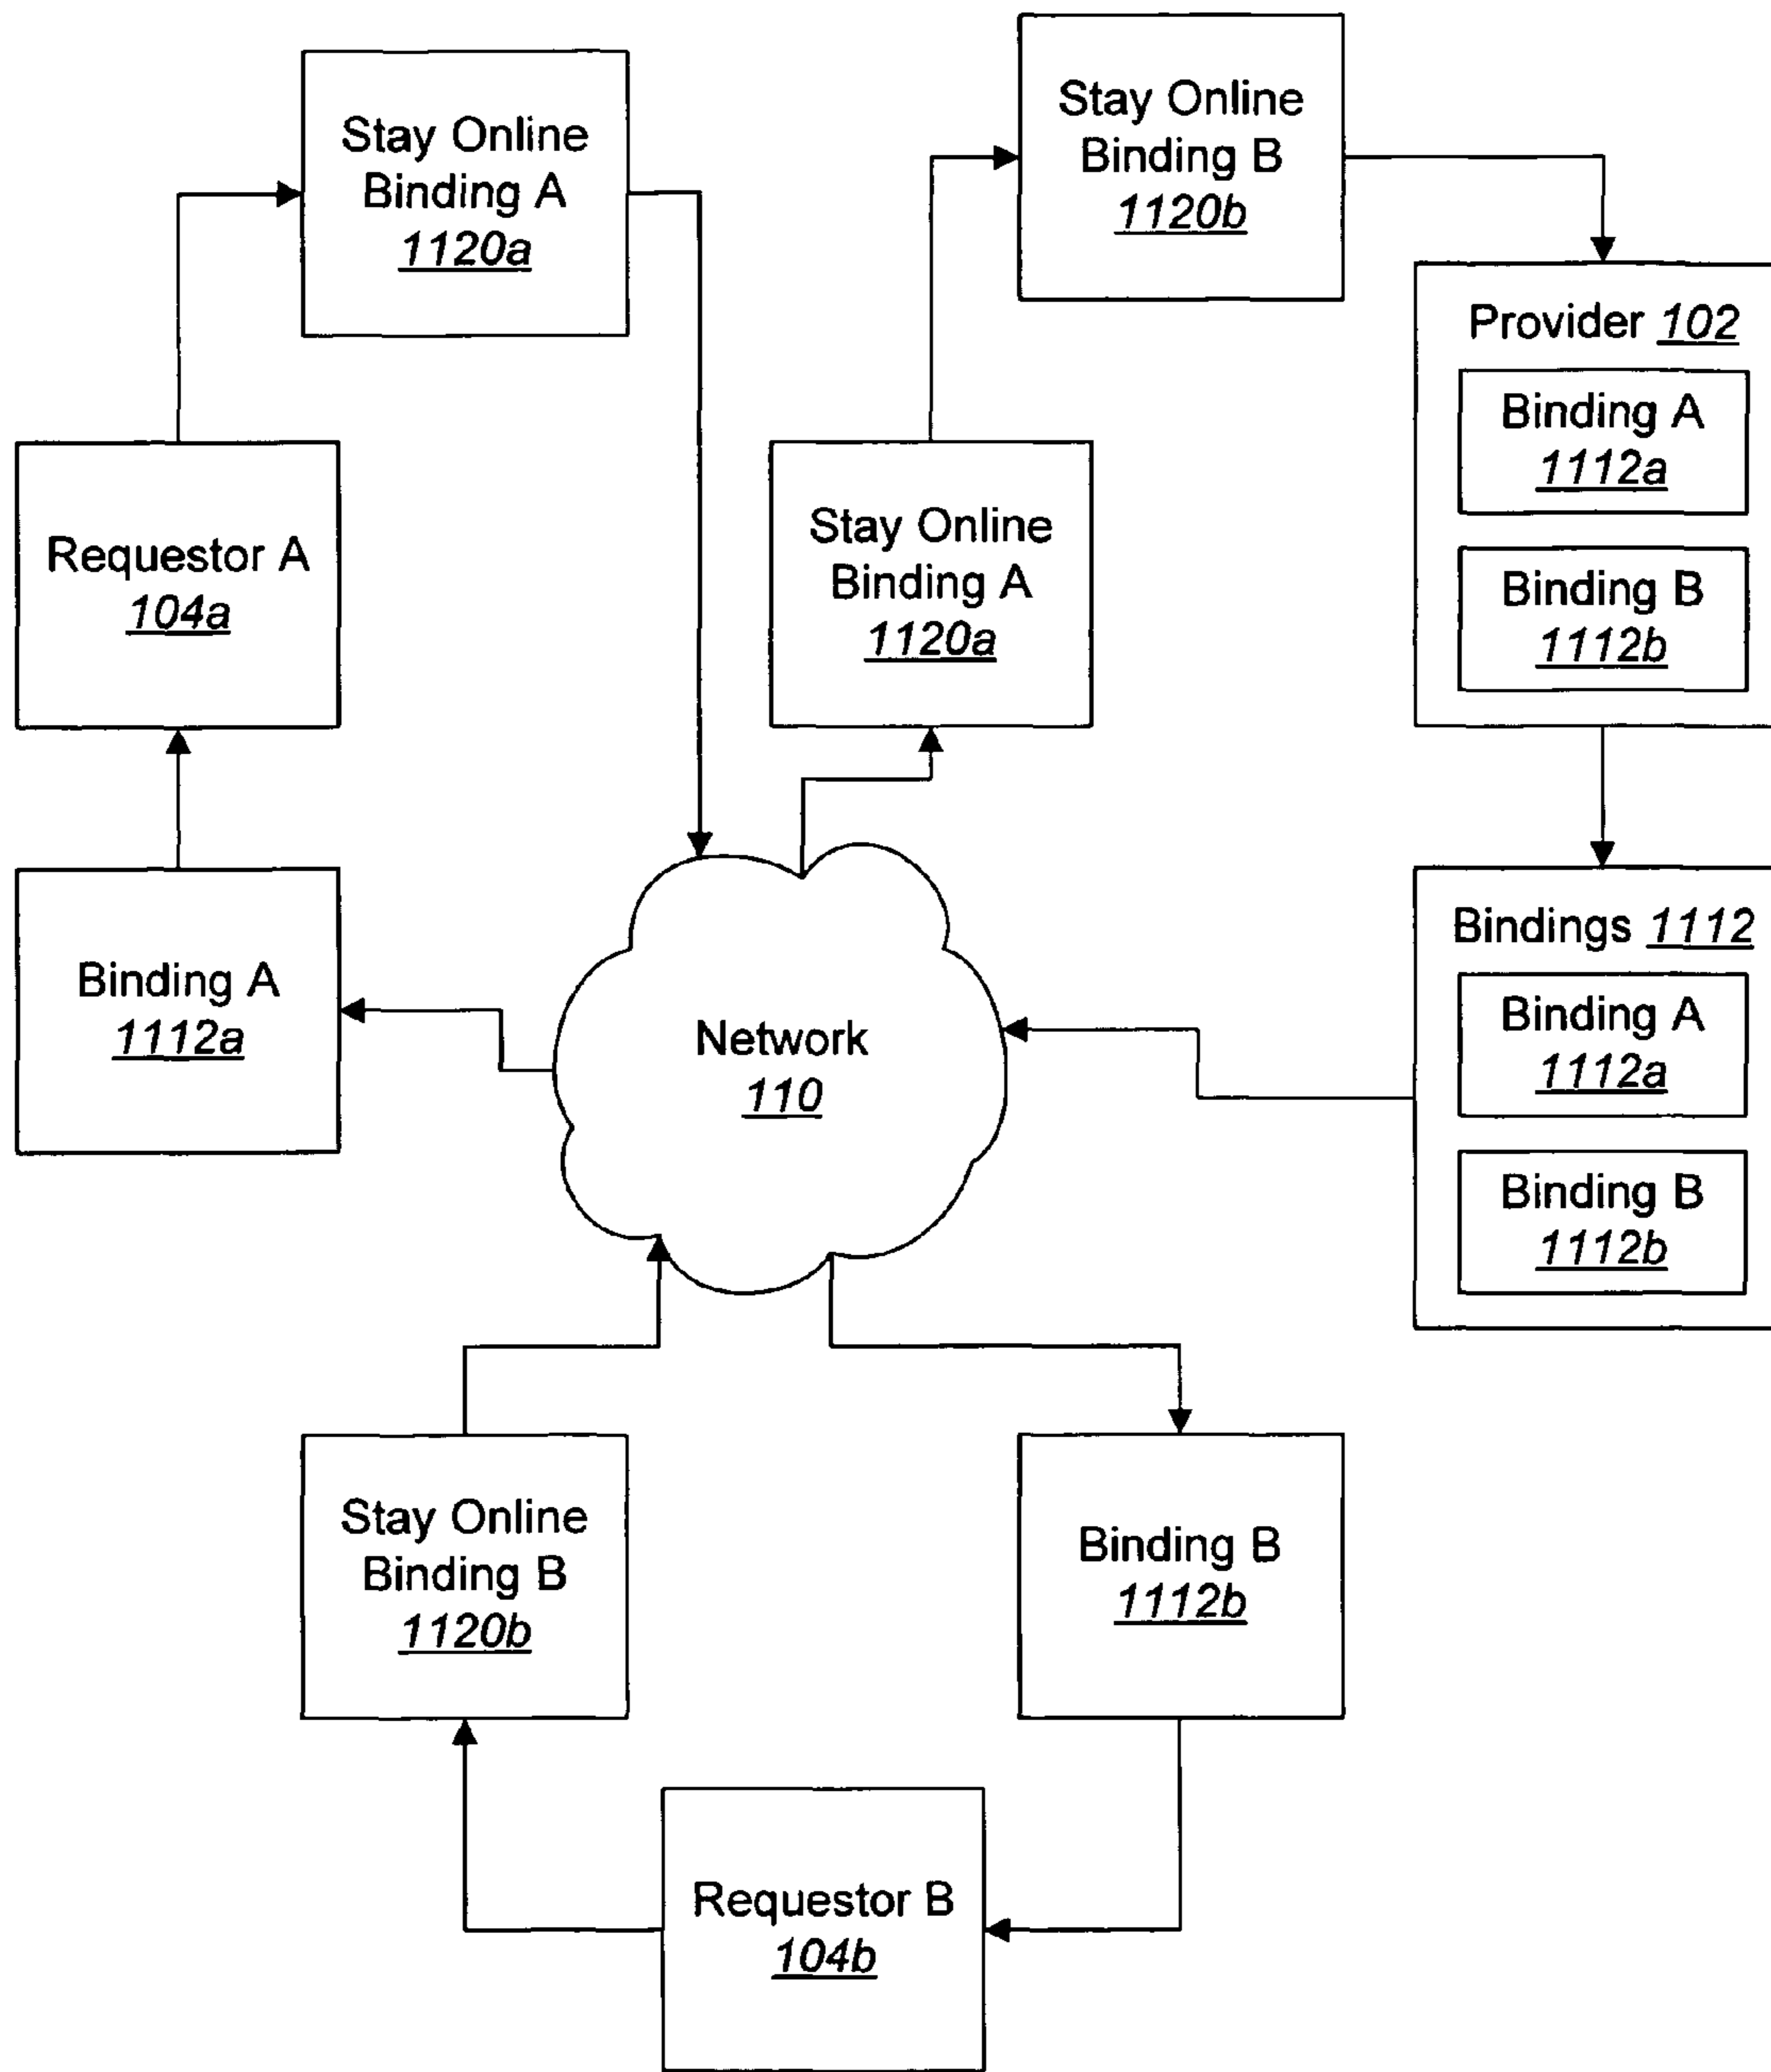 Stay Online
Binding A
1120a
Stay Online
Binding B
1120b
Provider 102
Binding A
1112a
Binding B
1112b
Requestor A
104a
Stay Online
Binding A
1120a
Binding A
1112a
Network
110
Bindings 1112
Binding A
1112a
Binding B
1112b
Stay Online
Binding B
1120b
Binding B
1112b
Requestor B
104b